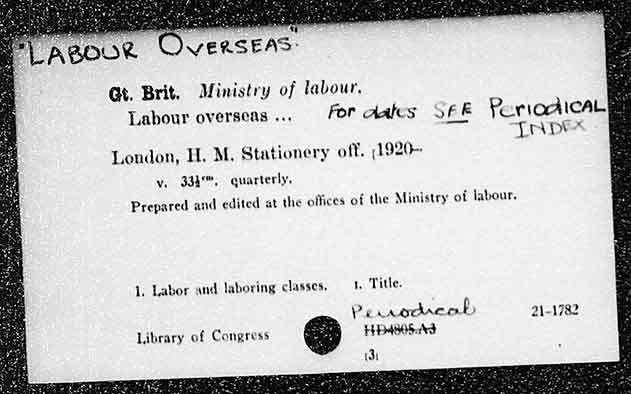 "LABOUR OVERSEAS".
Gt. Brit. Ministry of labour.
Labour overseas ... For dates SEE PERIODICAL
INDEX
London, H. M. Stationery off. [1920–
v. 33½ᶜᵐ. quarterly.
Prepared and edited at the offices of the Ministry of labour.
1. Labor and laboring classes. I. Title.
Periodical
21-1782
Library of Congress HD4805.A3
[3]